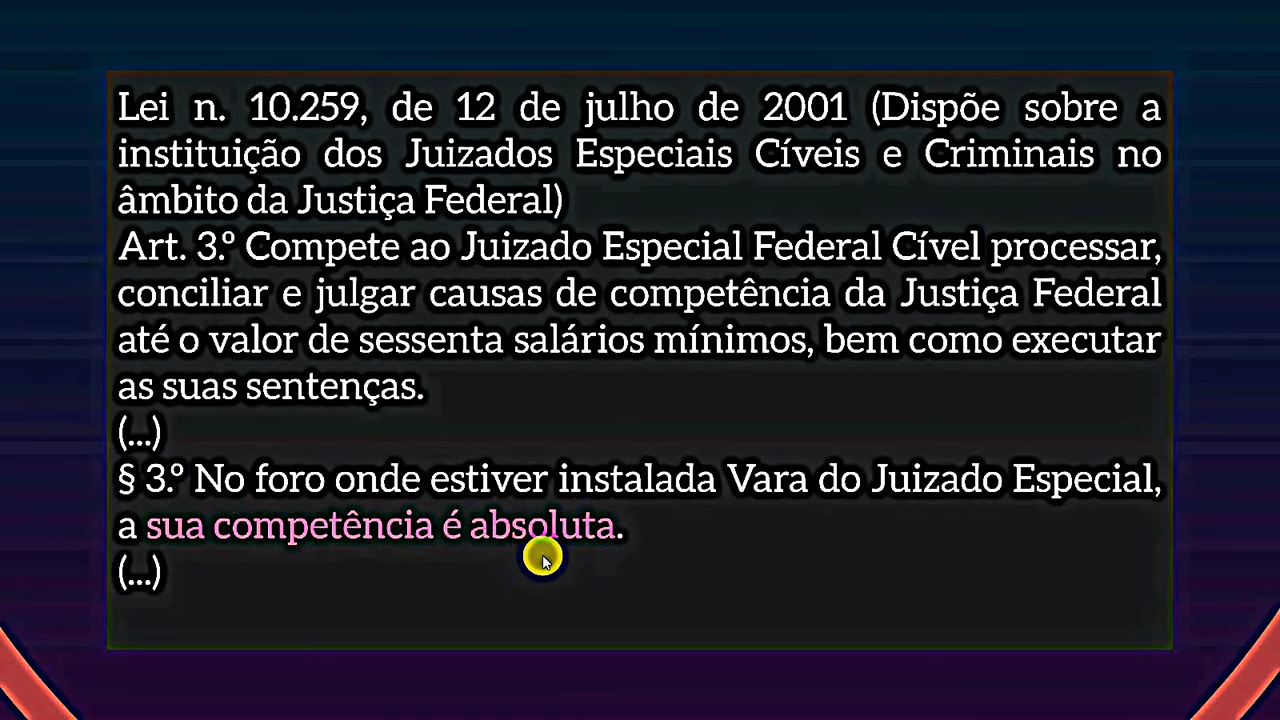 Lei n. 10.259, de 12 de julho de 2001 (Dispõe sobre a
instituição dos Juizados Especiais Cíveis e Criminais no
âmbito da Justiça Federal)
Art. 3.º Compete ao Juizado Especial Federal Cível processar,
conciliar e julgar causas de competência da Justiça Federal
até o valor de sessenta salários mínimos, bem como executar
as suas sentenças.
(...)
§ 3.º No foro onde estiver instalada Vara do Juizado Especial,
a sua competência é absoluta.
(...)